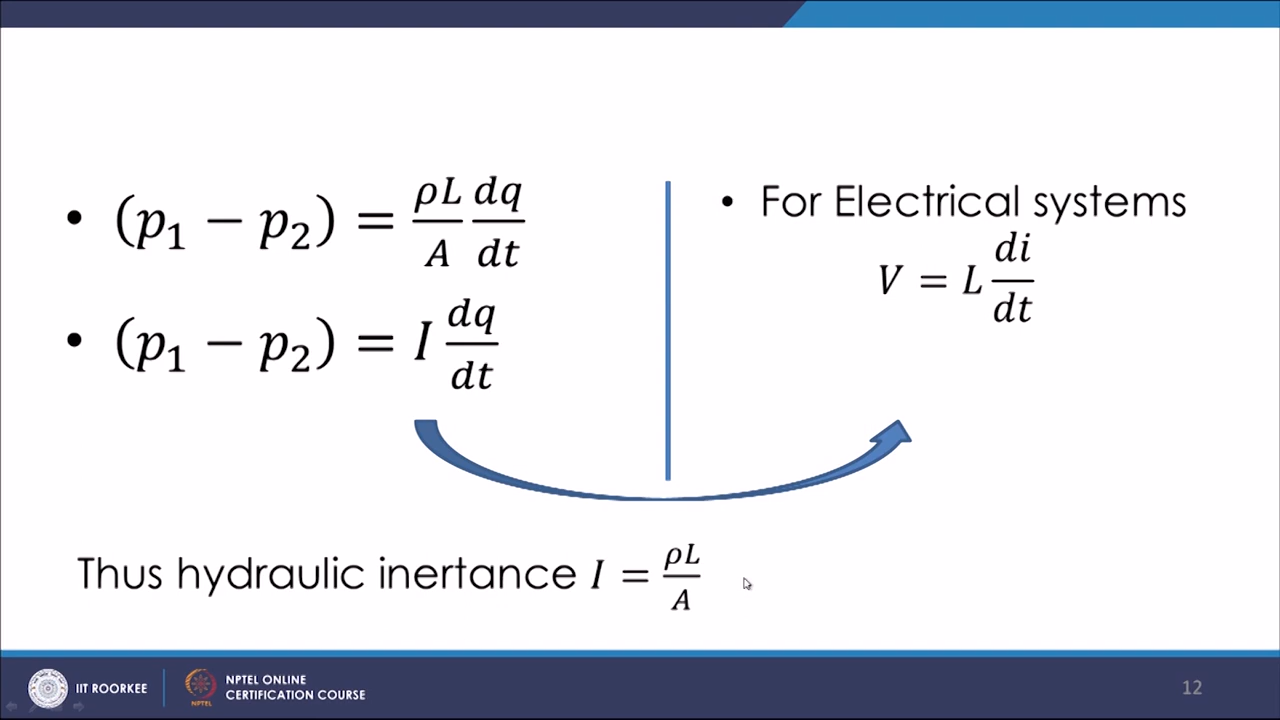 • (p₁ − p₂) = ρL/A dq/dt
• (p₁ − p₂) = I dq/dt
• For Electrical systems
V = L di/dt
Thus hydraulic inertance I = ρL/A
IIT ROORKEE
NPTEL
NPTEL ONLINE
CERTIFICATION COURSE
12